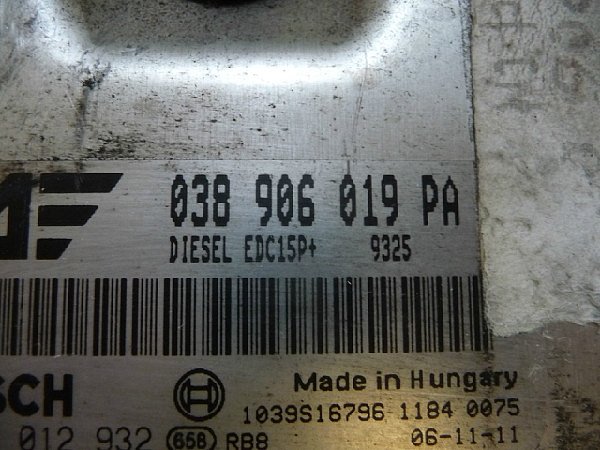 038 906 019 PA
DIESEL EDC15P+ 9325
SCH
Made in Hungary
1039S16796 1184 0075
012 932 658 RB8 06-11-11